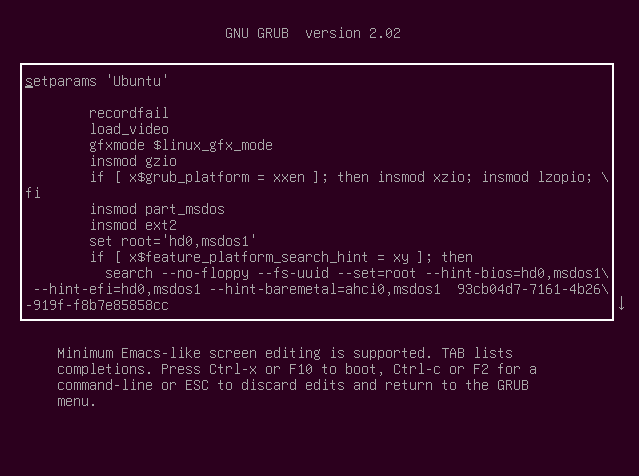 GNU GRUB  version 2.02
setparams 'Ubuntu'
recordfail
load_video
gfxmode $linux_gfx_mode
insmod gzio
if [ x$grub_platform = xxen ]; then insmod xzio; insmod lzopio; \
fi
insmod part_msdos
insmod ext2
set root='hd0,msdos1'
if [ x$feature_platform_search_hint = xy ]; then
search --no-floppy --fs-uuid --set=root --hint-bios=hd0,msdos1\
--hint-efi=hd0,msdos1 --hint-baremetal=ahci0,msdos1  93cb04d7-7161-4b26\
-919f-f8b7e85858cc
↓
Minimum Emacs-like screen editing is supported. TAB lists
completions. Press Ctrl-x or F10 to boot, Ctrl-c or F2 for a
command-line or ESC to discard edits and return to the GRUB
menu.